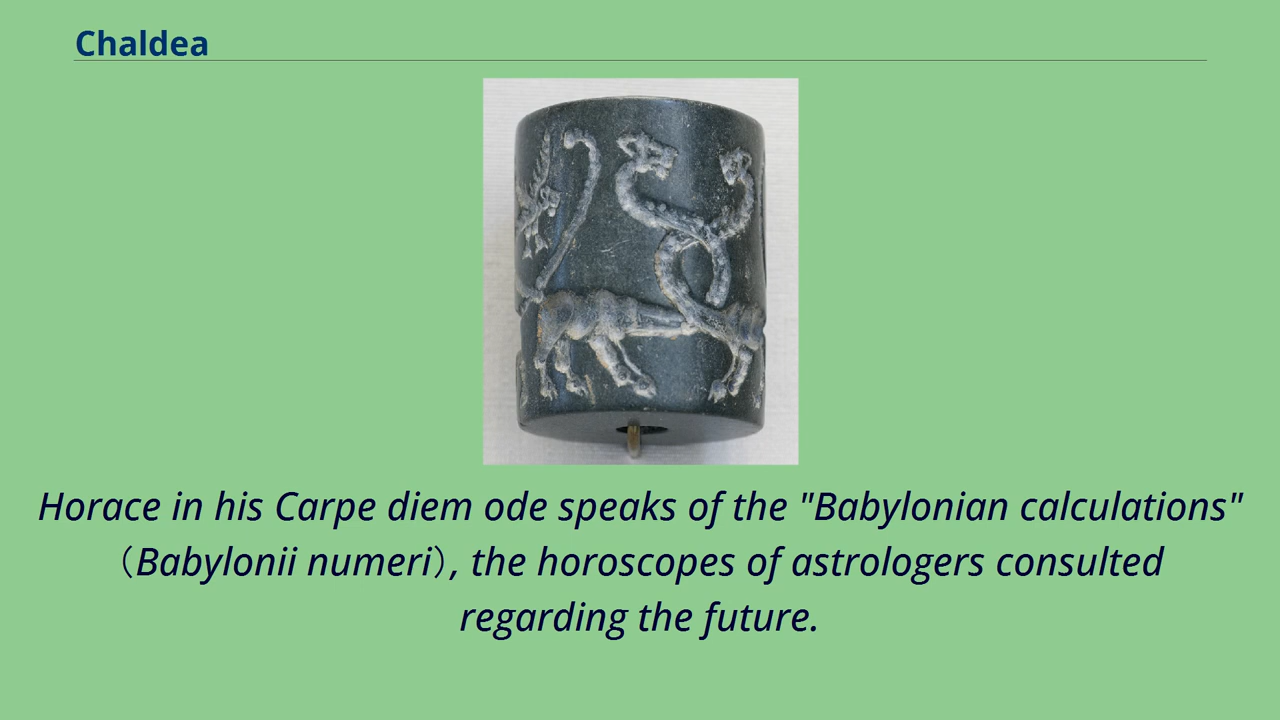 Chaldea
Horace in his Carpe diem ode speaks of the "Babylonian calculations"
（Babylonii numeri）, the horoscopes of astrologers consulted
regarding the future.